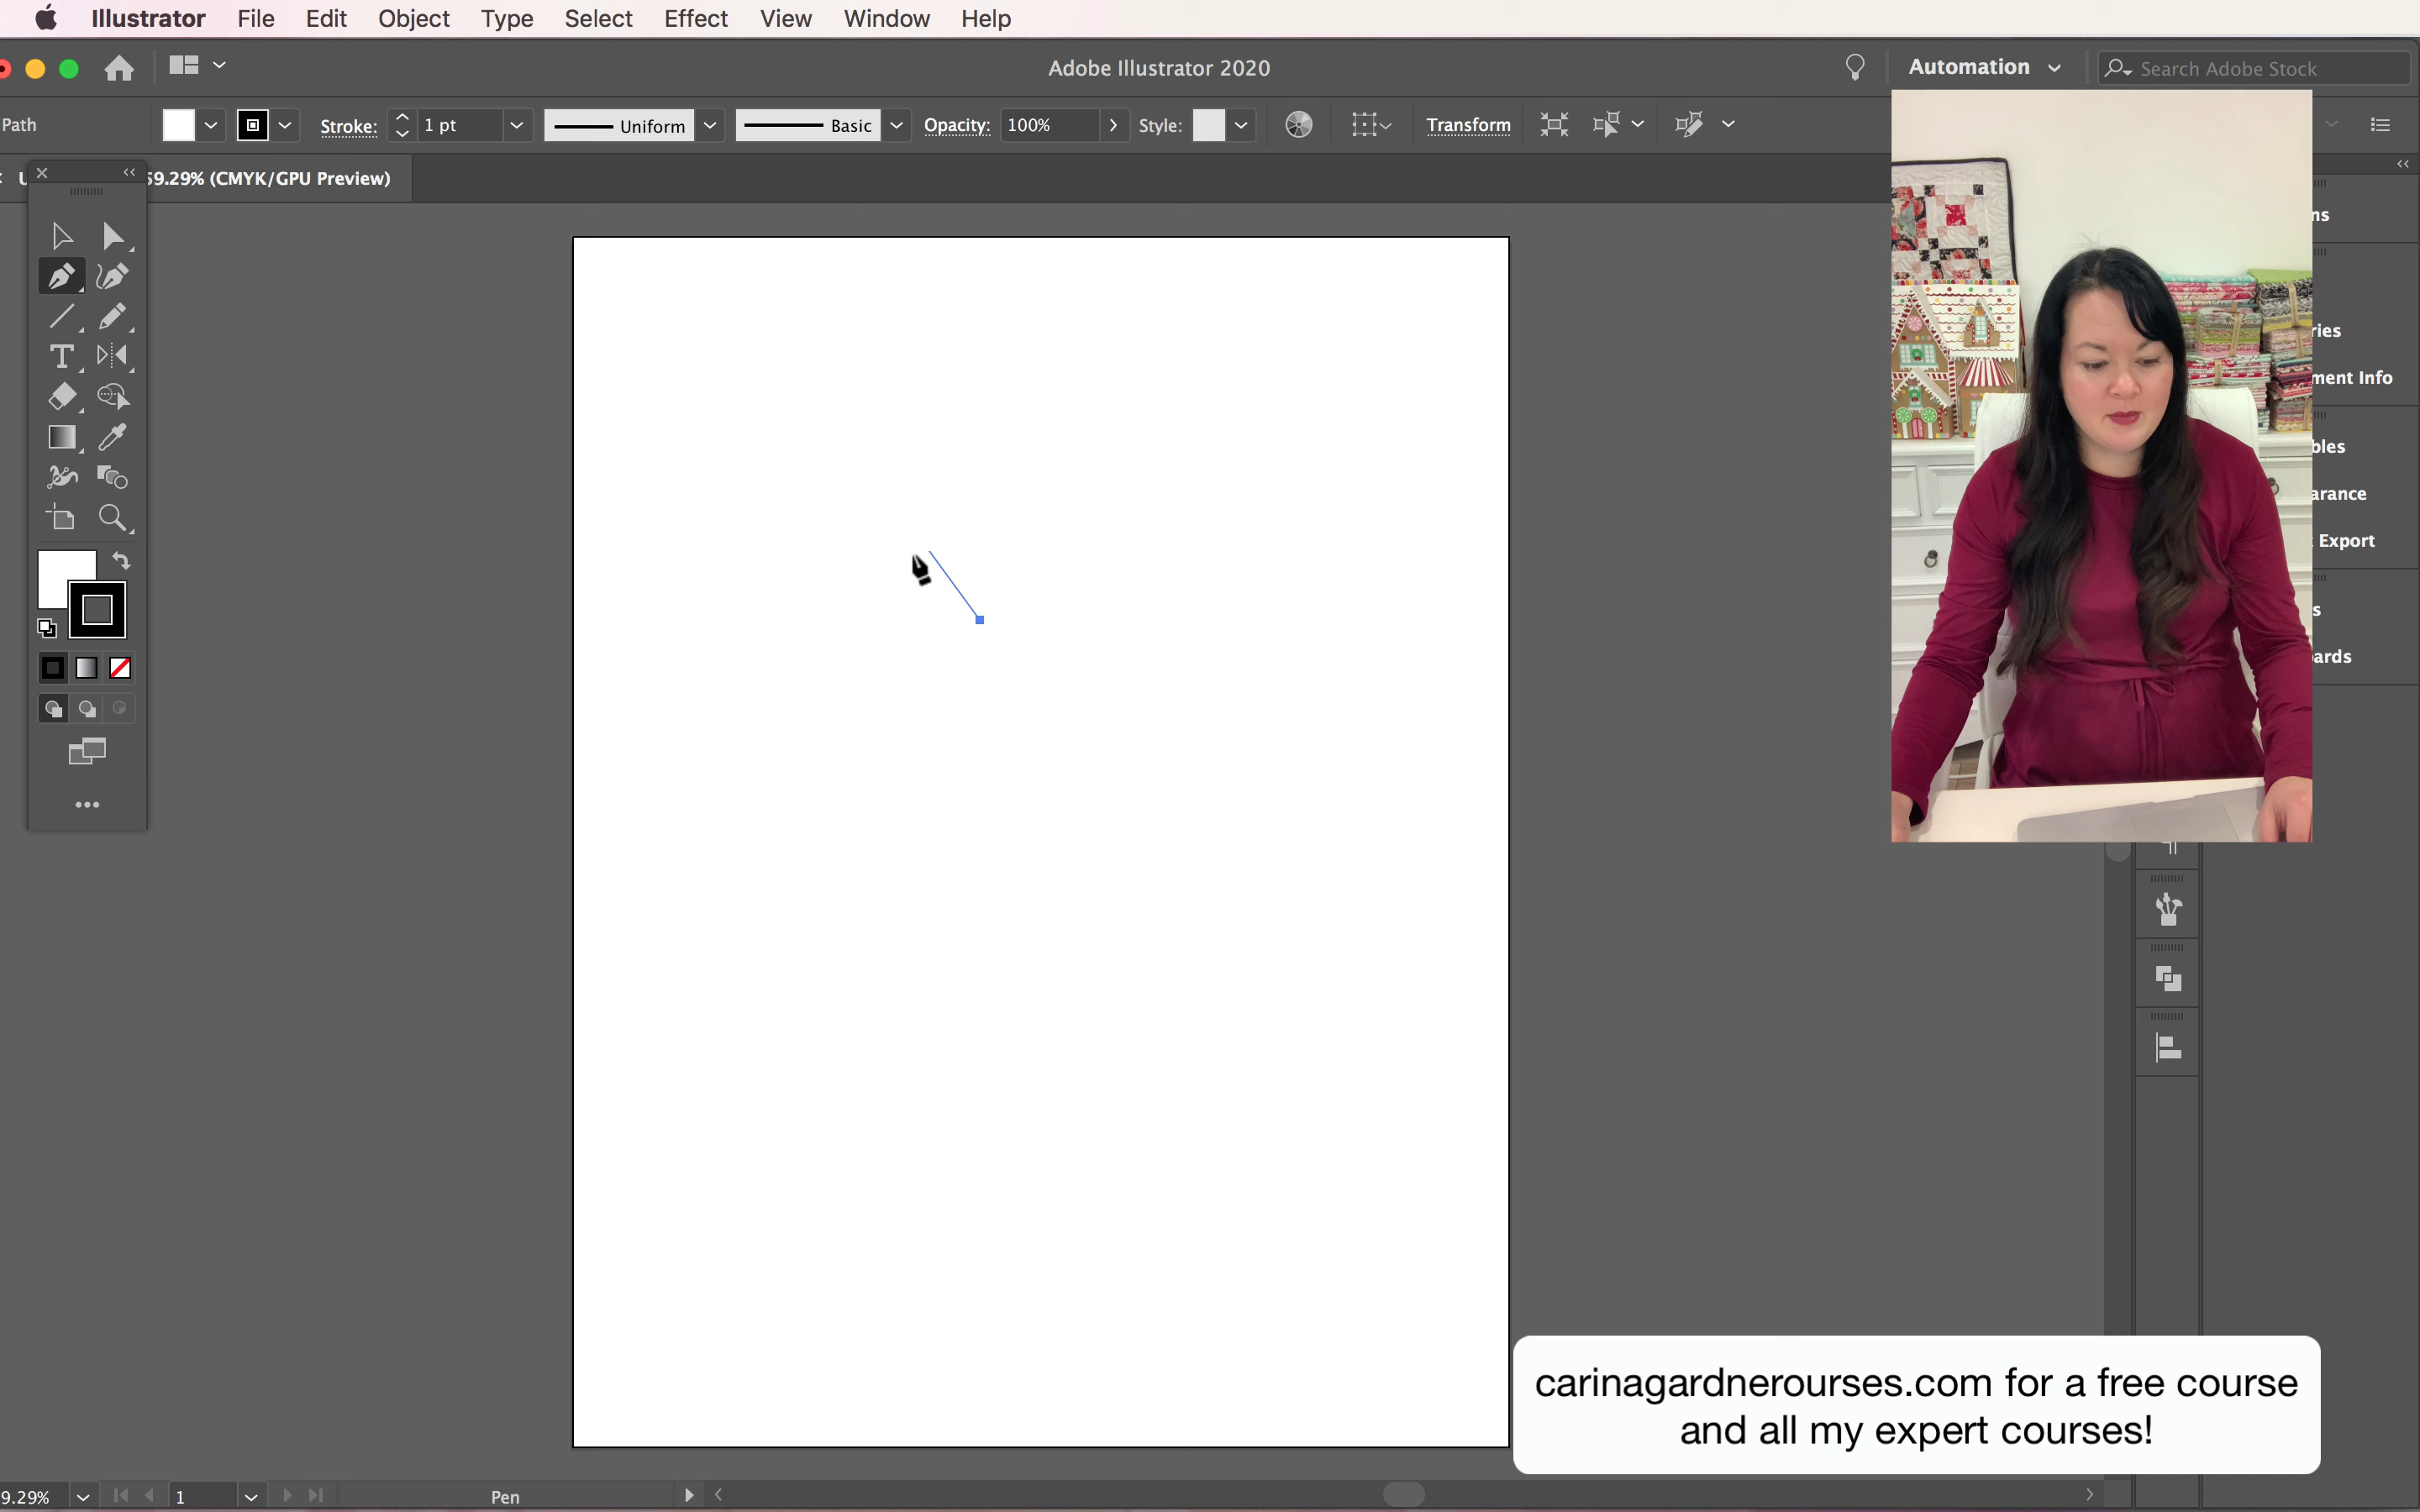 Illustrator File Edit Object Type Select Effect View Window Help
Adobe Illustrator 2020
Automation
Search Adobe Stock
Path
Stroke: 1 pt
Uniform
Basic
Opacity: 100%
Style:
Transform
59.29% (CMYK/GPU Preview)
ns
ries
ment Info
bles
arance
Export
s
ards
carinagardnerourses.com for a free course
and all my expert courses!
9.29%
1
Pen